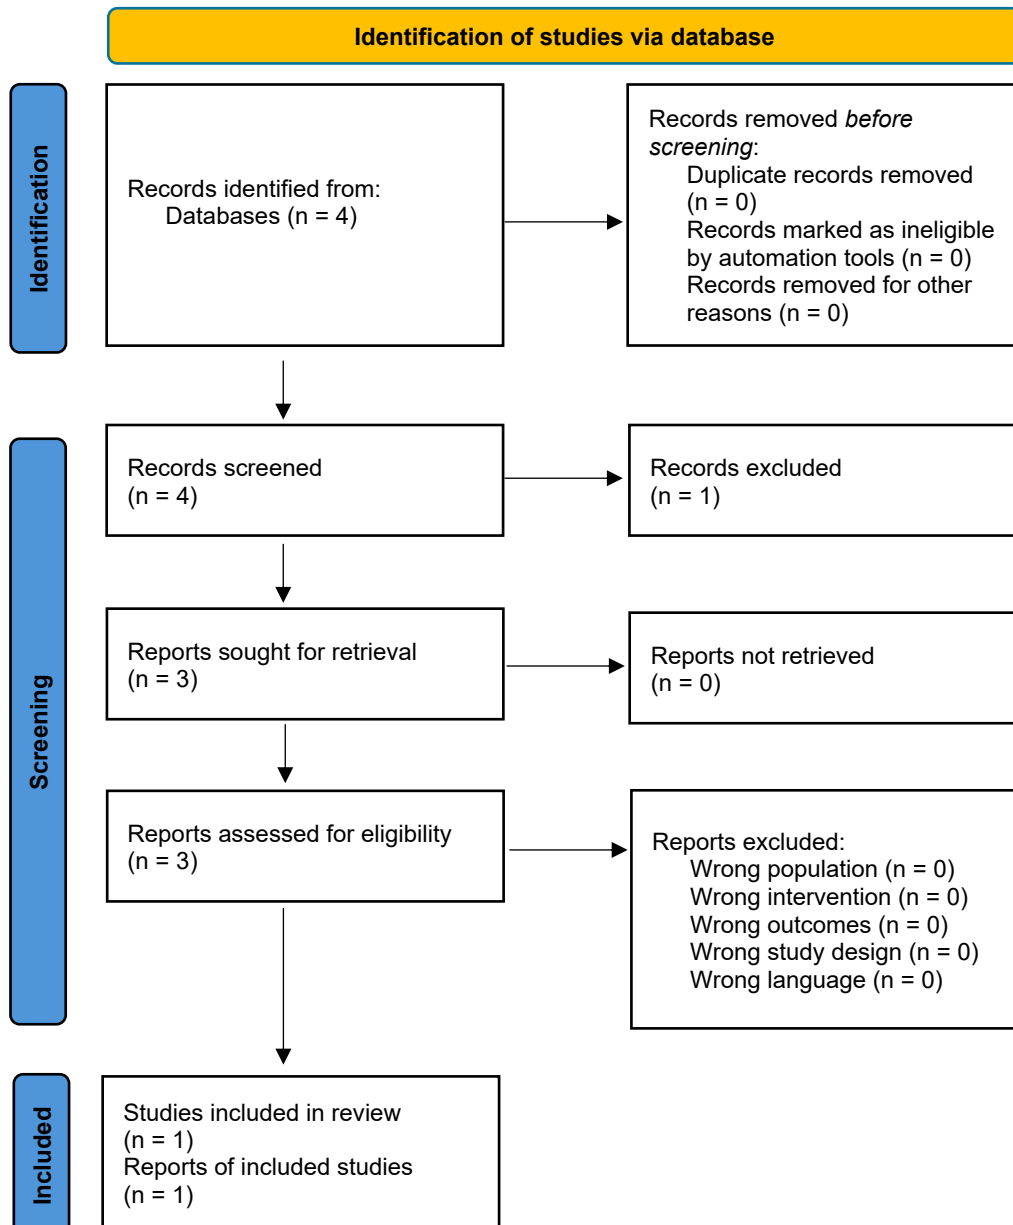 Identification of studies via database
Identification
Records identified from:
Databases (n = 4)
Records removed before
screening:
Duplicate records removed
(n = 0)
Records marked as ineligible
by automation tools (n = 0)
Records removed for other
reasons (n = 0)
Screening
Records screened
(n = 4)
Records excluded
(n = 1)
Reports sought for retrieval
(n = 3)
Reports not retrieved
(n = 0)
Reports assessed for eligibility
(n = 3)
Reports excluded:
Wrong population (n = 0)
Wrong intervention (n = 0)
Wrong outcomes (n = 0)
Wrong study design (n = 0)
Wrong language (n = 0)
Included
Studies included in review
(n = 1)
Reports of included studies
(n = 1)